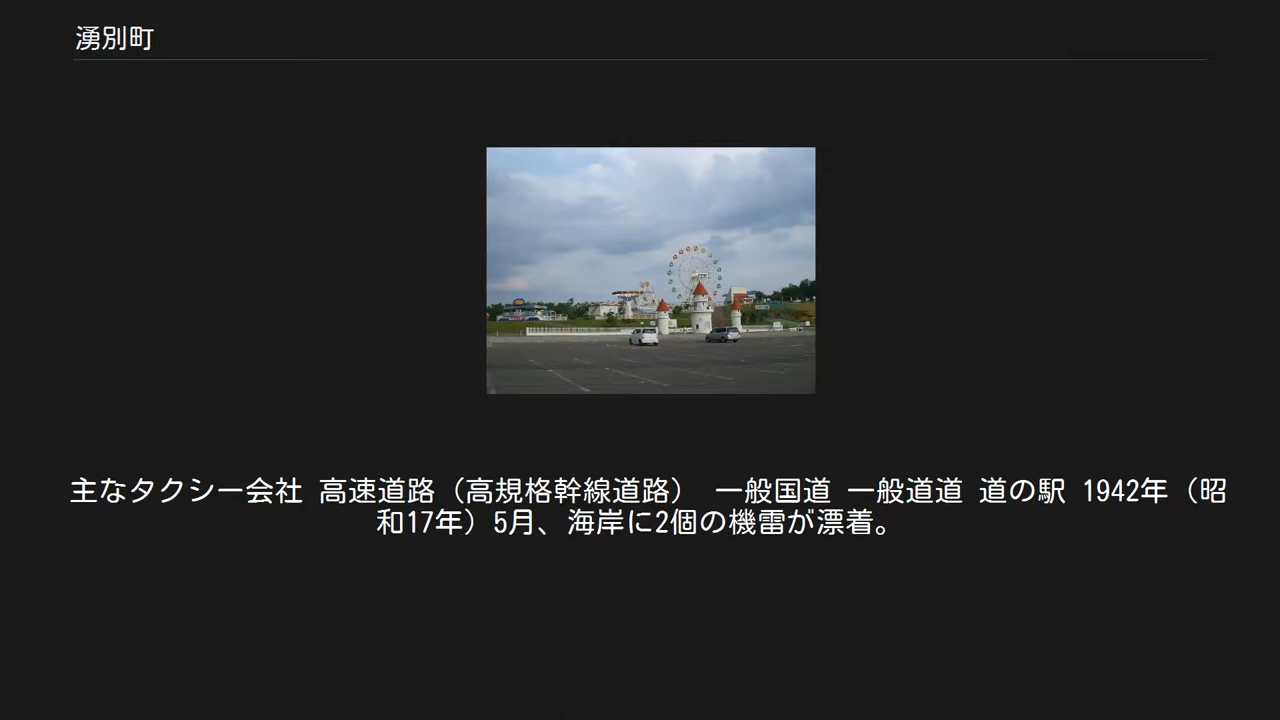 湧別町
主なタクシー会社 高速道路（高規格幹線道路） 一般国道 一般道道 道の駅 1942年（昭
和17年）5月、海岸に2個の機雷が漂着。